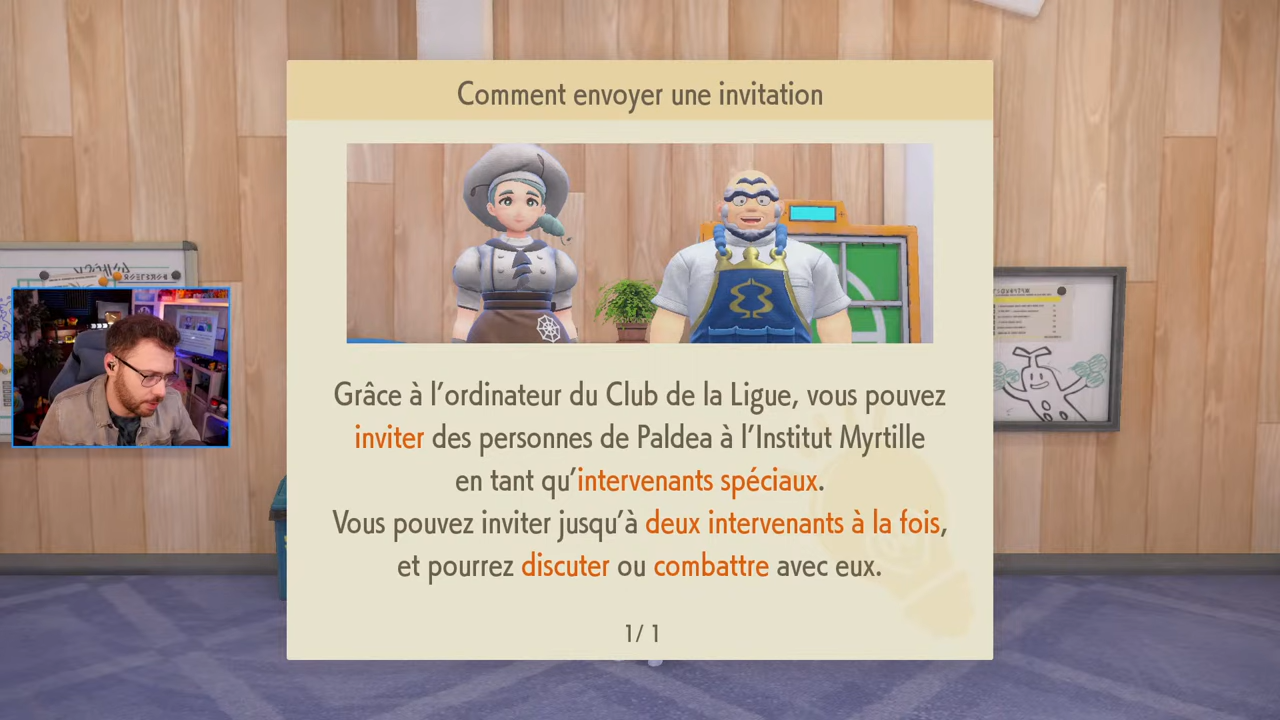 Comment envoyer une invitation
Grâce à l'ordinateur du Club de la Ligue, vous pouvez
inviter des personnes de Paldea à l'Institut Myrtille
en tant qu'intervenants spéciaux.
Vous pouvez inviter jusqu'à deux intervenants à la fois,
et pourrez discuter ou combattre avec eux.
1/ 1